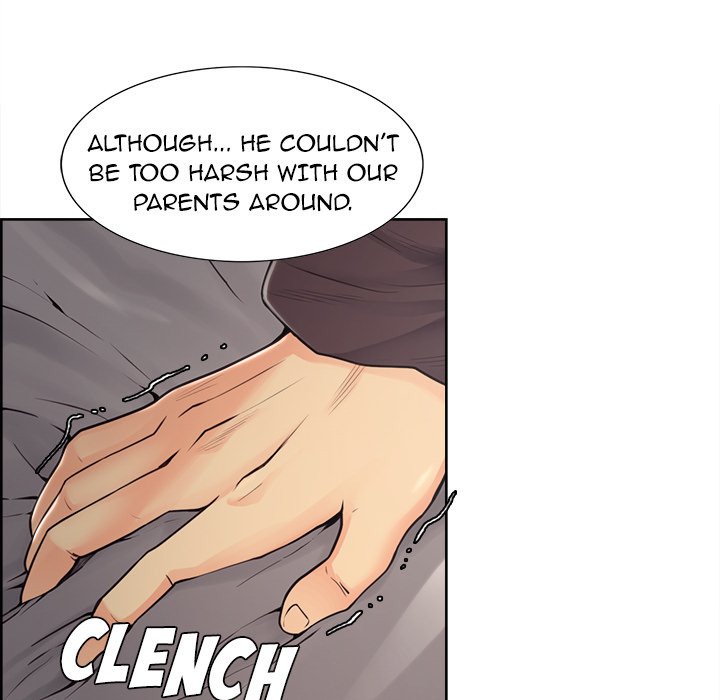 ALTHOUGH... HE COULDN'T
BE TOO HARSH WITH OUR
PARENTS AROUND.
CLENCH